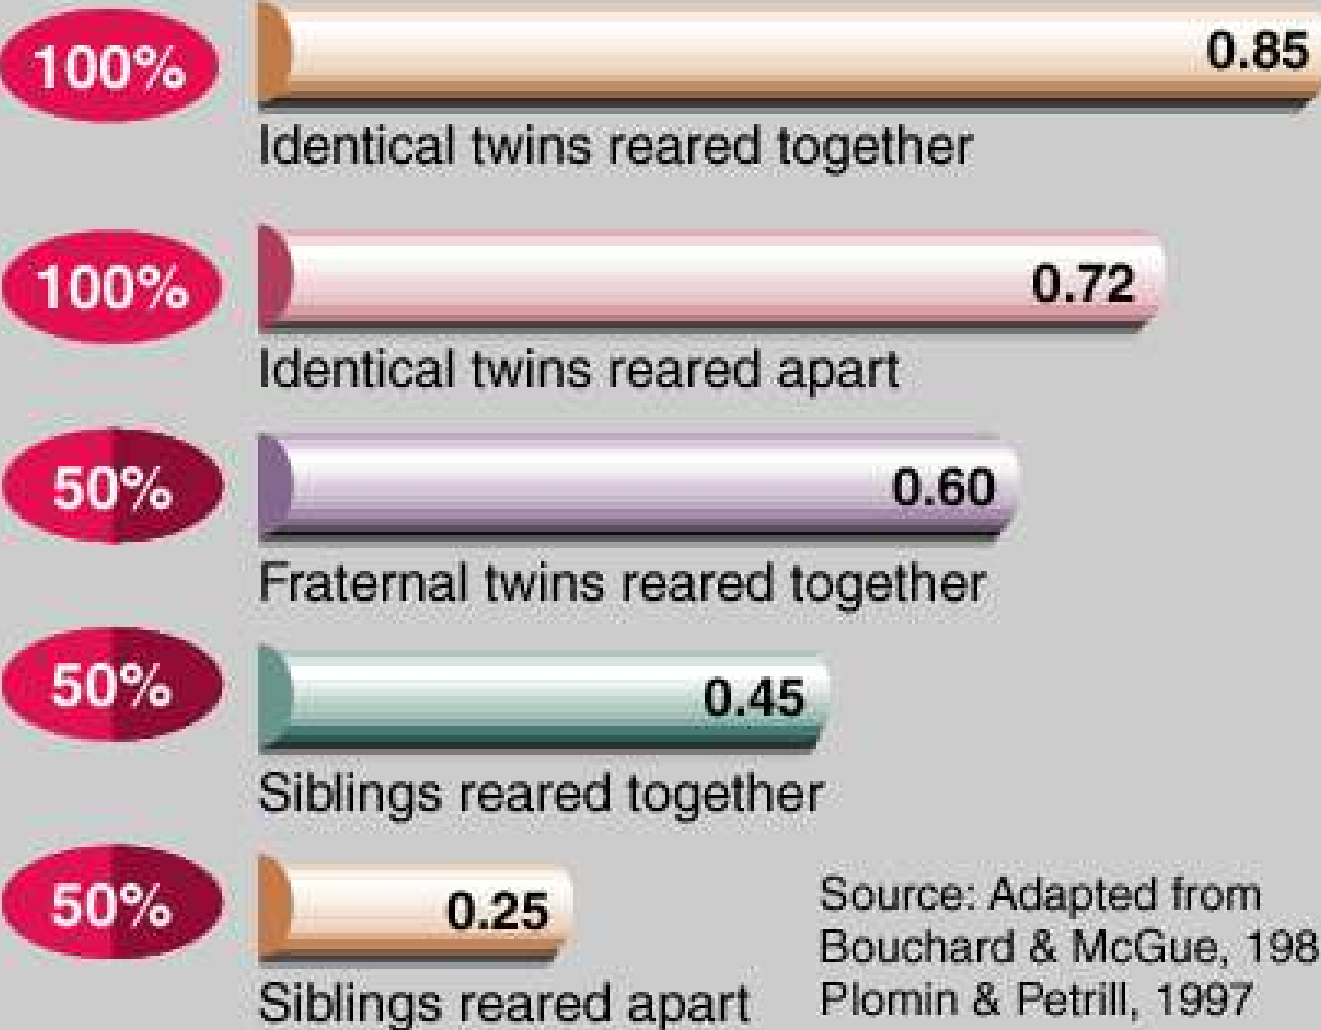 100%
0.85
Identical twins reared together
100%
0.72
Identical twins reared apart
50%
0.60
Fraternal twins reared together
50%
0.45
Siblings reared together
50%
0.25
Siblings reared apart
Source: Adapted from
Bouchard & McGue, 198
Plomin & Petrill, 1997